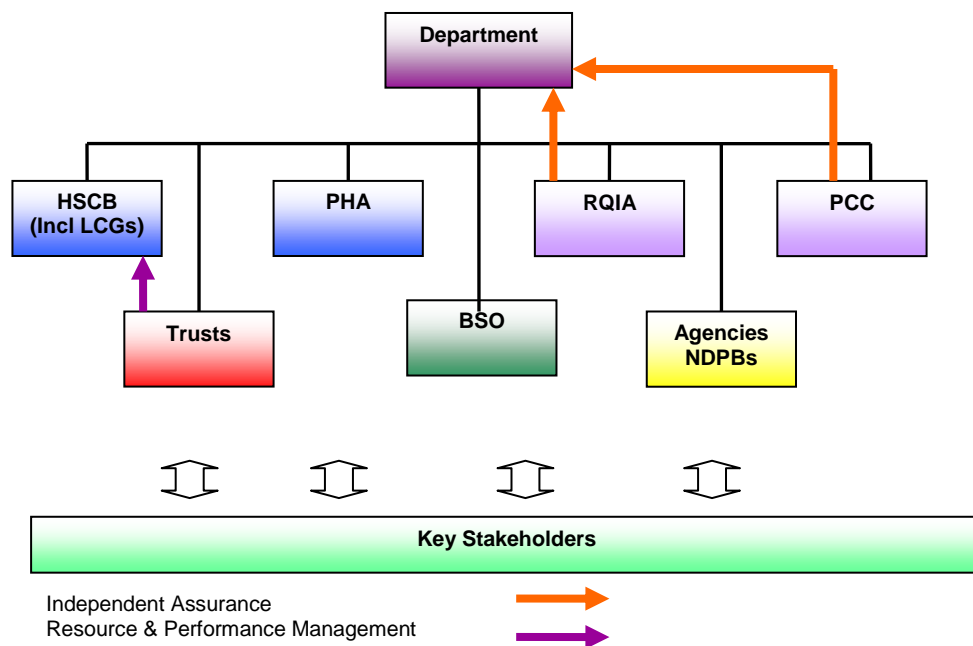 Department
HSCB
(Incl LCGs)
PHA
RQIA
PCC
Trusts
BSO
Agencies
NDPBs
Key Stakeholders
Independent Assurance
Resource & Performance Management